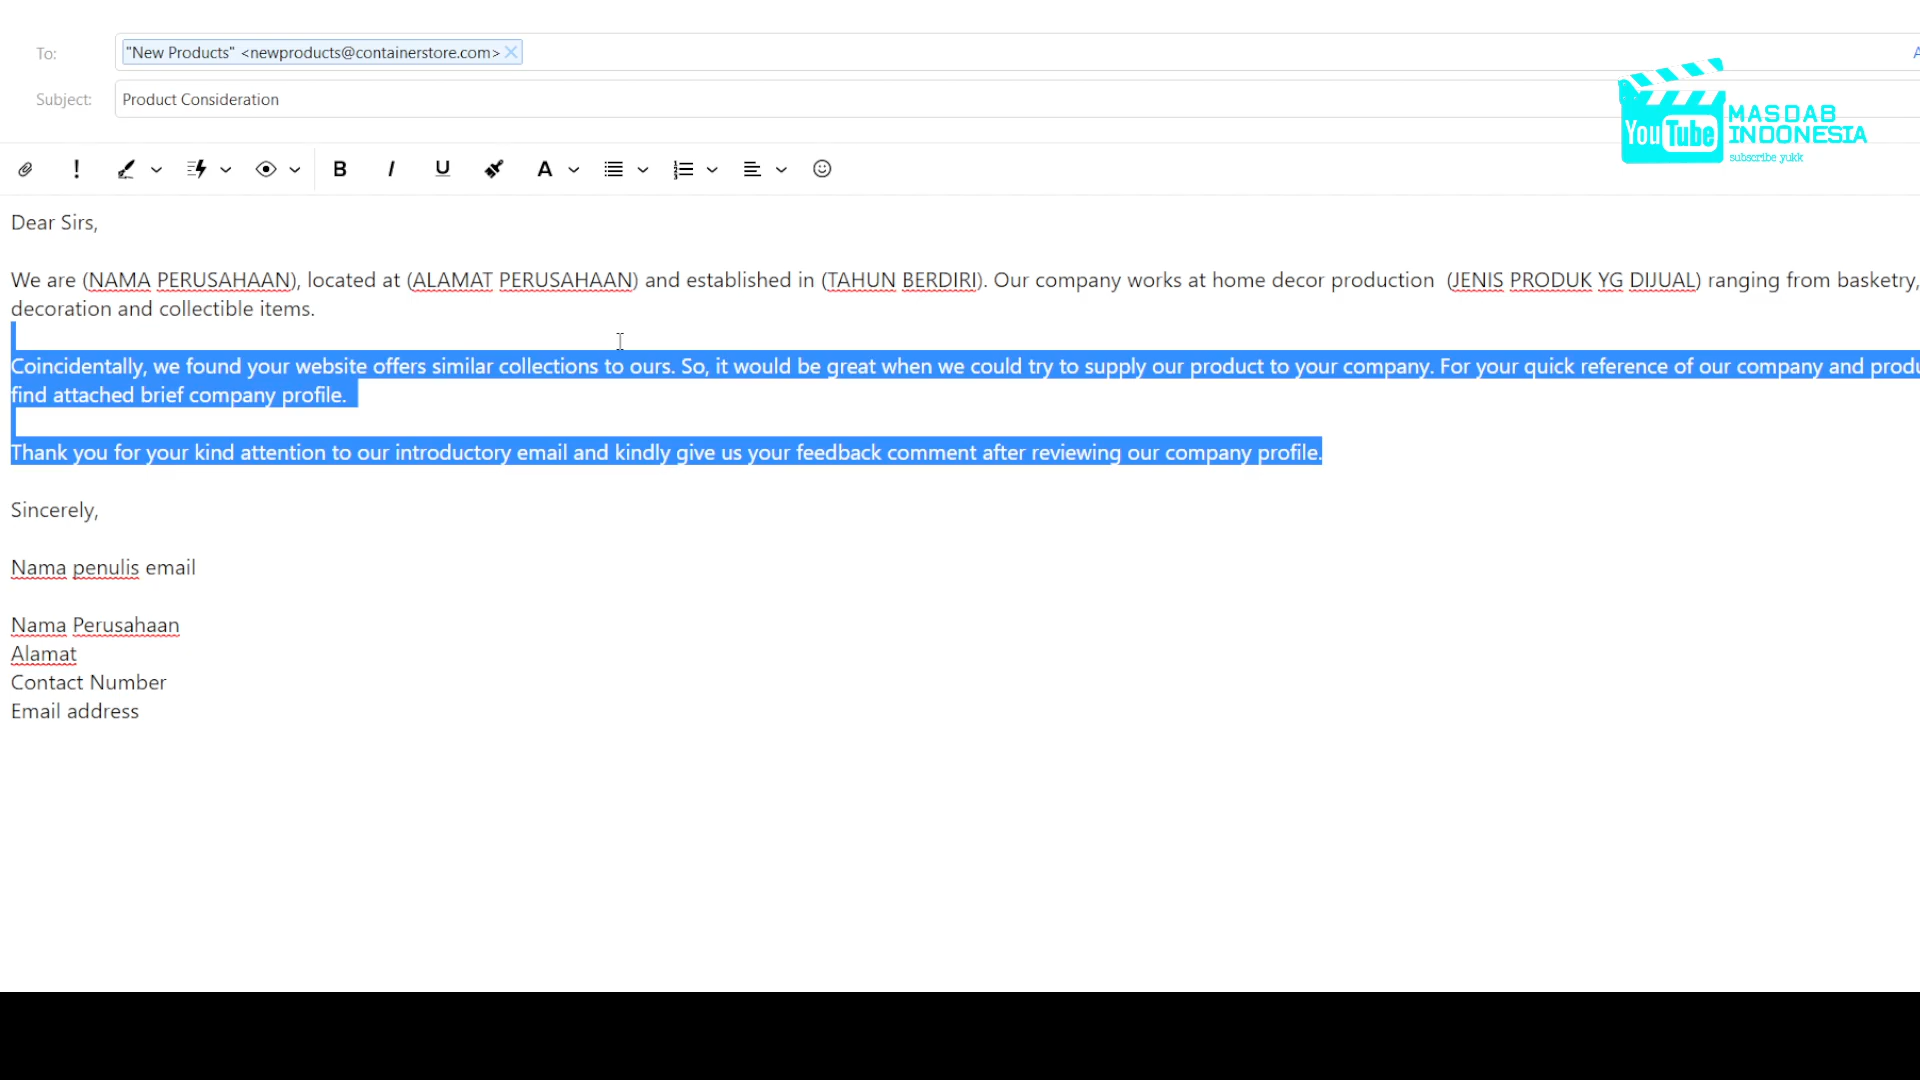 To: "New Products" <newproducts@containerstore.com>
Subject: Product Consideration
YouTube MASDAB
INDONESIA
subscribe yukk
Dear Sirs,
We are (NAMA PERUSAHAAN), located at (ALAMAT PERUSAHAAN) and established in (TAHUN BERDIRI). Our company works at home decor production (JENIS PRODUK YG DIJUAL) ranging from basketry,
decoration and collectible items.
Coincidentally, we found your website offers similar collections to ours. So, it would be great when we could try to supply our product to your company. For your quick reference of our company and
find attached brief company profile.
Thank you for your kind attention to our introductory email and kindly give us your feedback comment after reviewing our company profile.
Sincerely,
Nama penulis email
Nama Perusahaan
Alamat
Contact Number
Email address